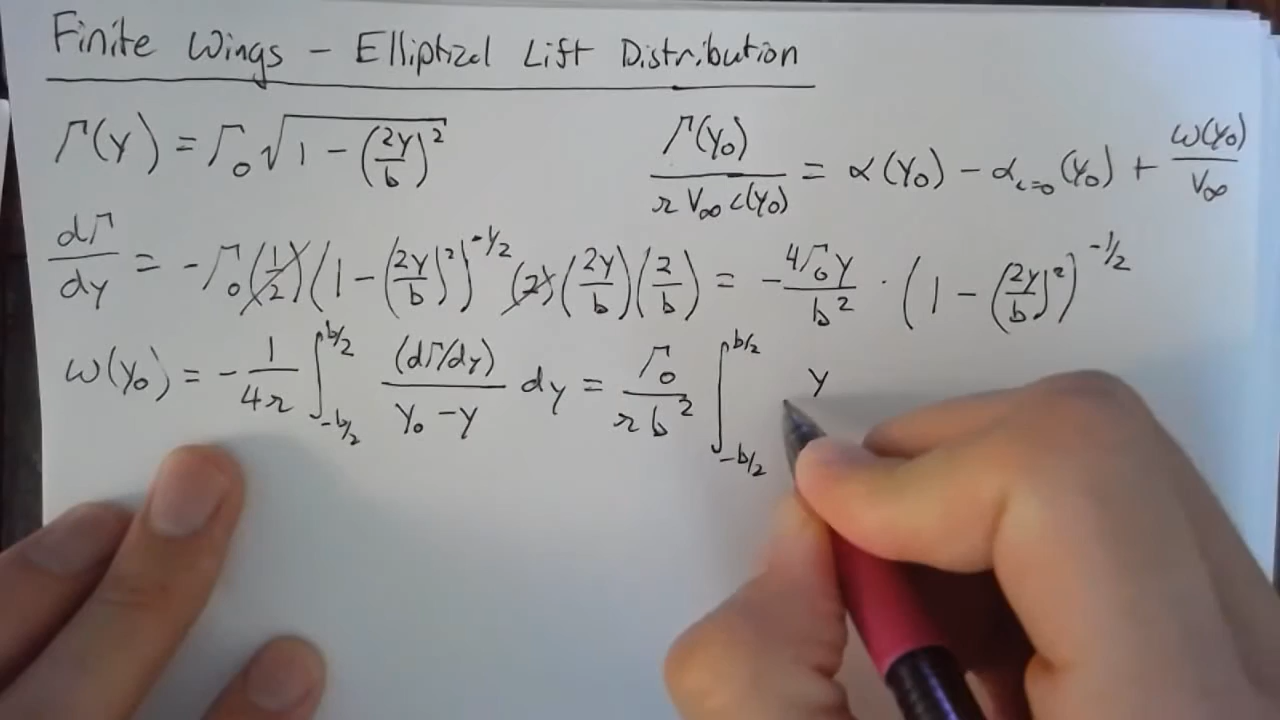 Finite Wings - Elliptical Lift Distribution
Γ(y) = Γ₀ √(1 - (2y/b)²)
Γ(y₀) / (π V∞ c(y₀)) = α(y₀) - α_L=0 (y₀) + ω(y₀)/V∞
dΓ/dy = -Γ₀ (1/2) (1 - (2y/b)²)^(-1/2) (2) (2y/b) (2/b) = - 4Γ₀y/b² · (1 - (2y/b)²)^(-1/2)
ω(y₀) = - 1/4π ∫_(-b/2)^(b/2) (dΓ/dy)/(y₀ - y) dy = Γ₀/(π b²) ∫_(-b/2)^(b/2) y